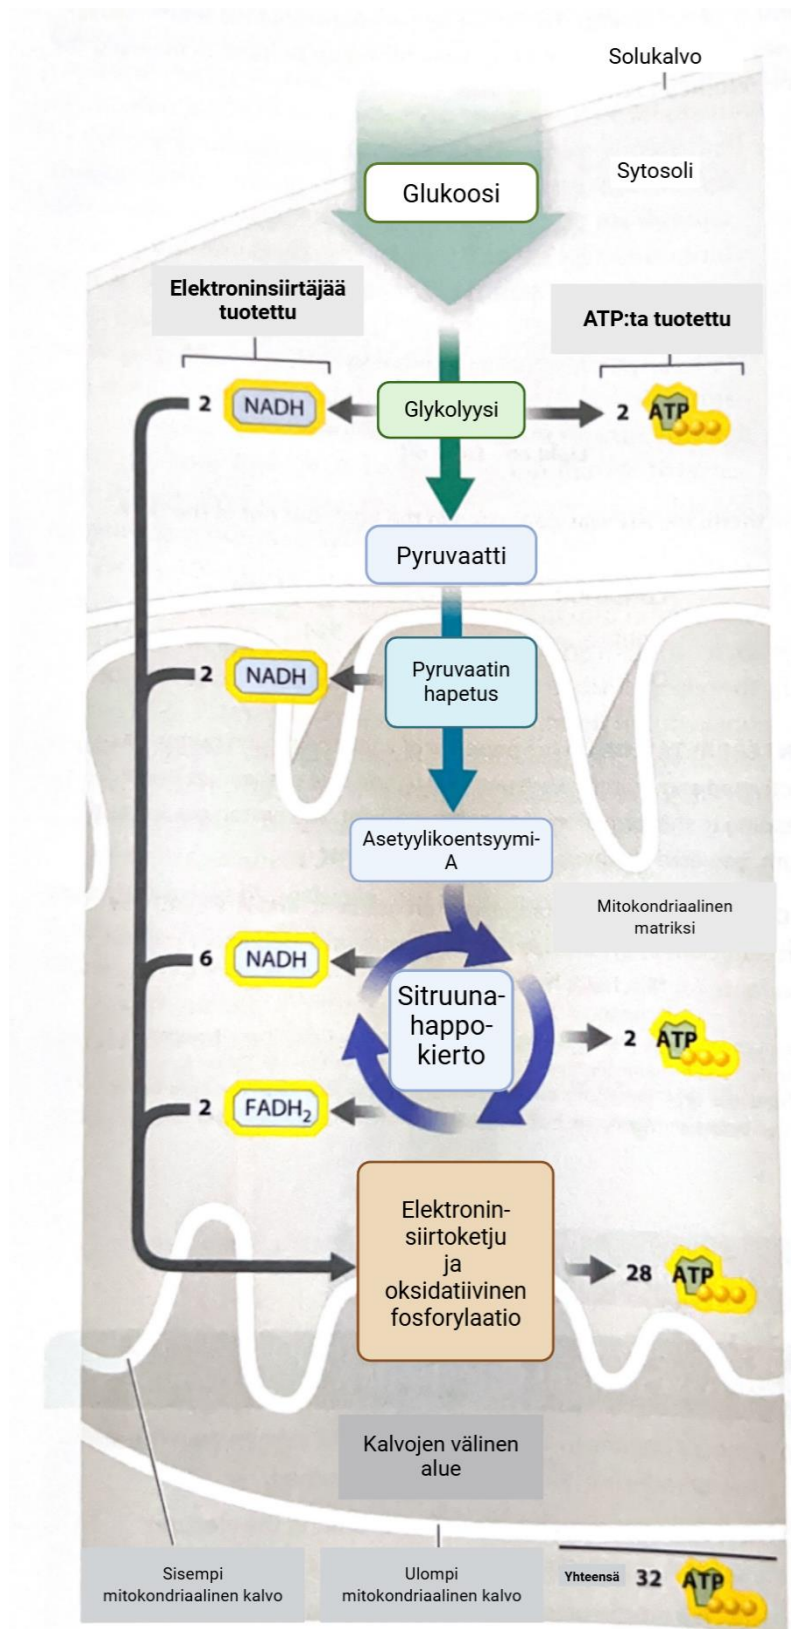 Solukalvo
Sytosoli
Glukoosi
Elektroninsiirtäjää
tuotettu
ATP:ta tuotettu
2 NADH
Glykolyysi
2 ATP
Pyruvaatti
2 NADH
Pyruvaatin
hapetus
Asetyylikoentsyymi-
A
Mitokondriaalinen
matriksi
6 NADH
Sitruuna-
happo-
kierto
2 ATP
2 FADH₂
Elektronin-
siirtoketju
ja
oksidatiivinen
fosforylaatio
28 ATP
Kalvojen välinen
alue
Sisempi
mitokondriaalinen kalvo
Ulompi
mitokondriaalinen kalvo
Yhteensä 32 ATP